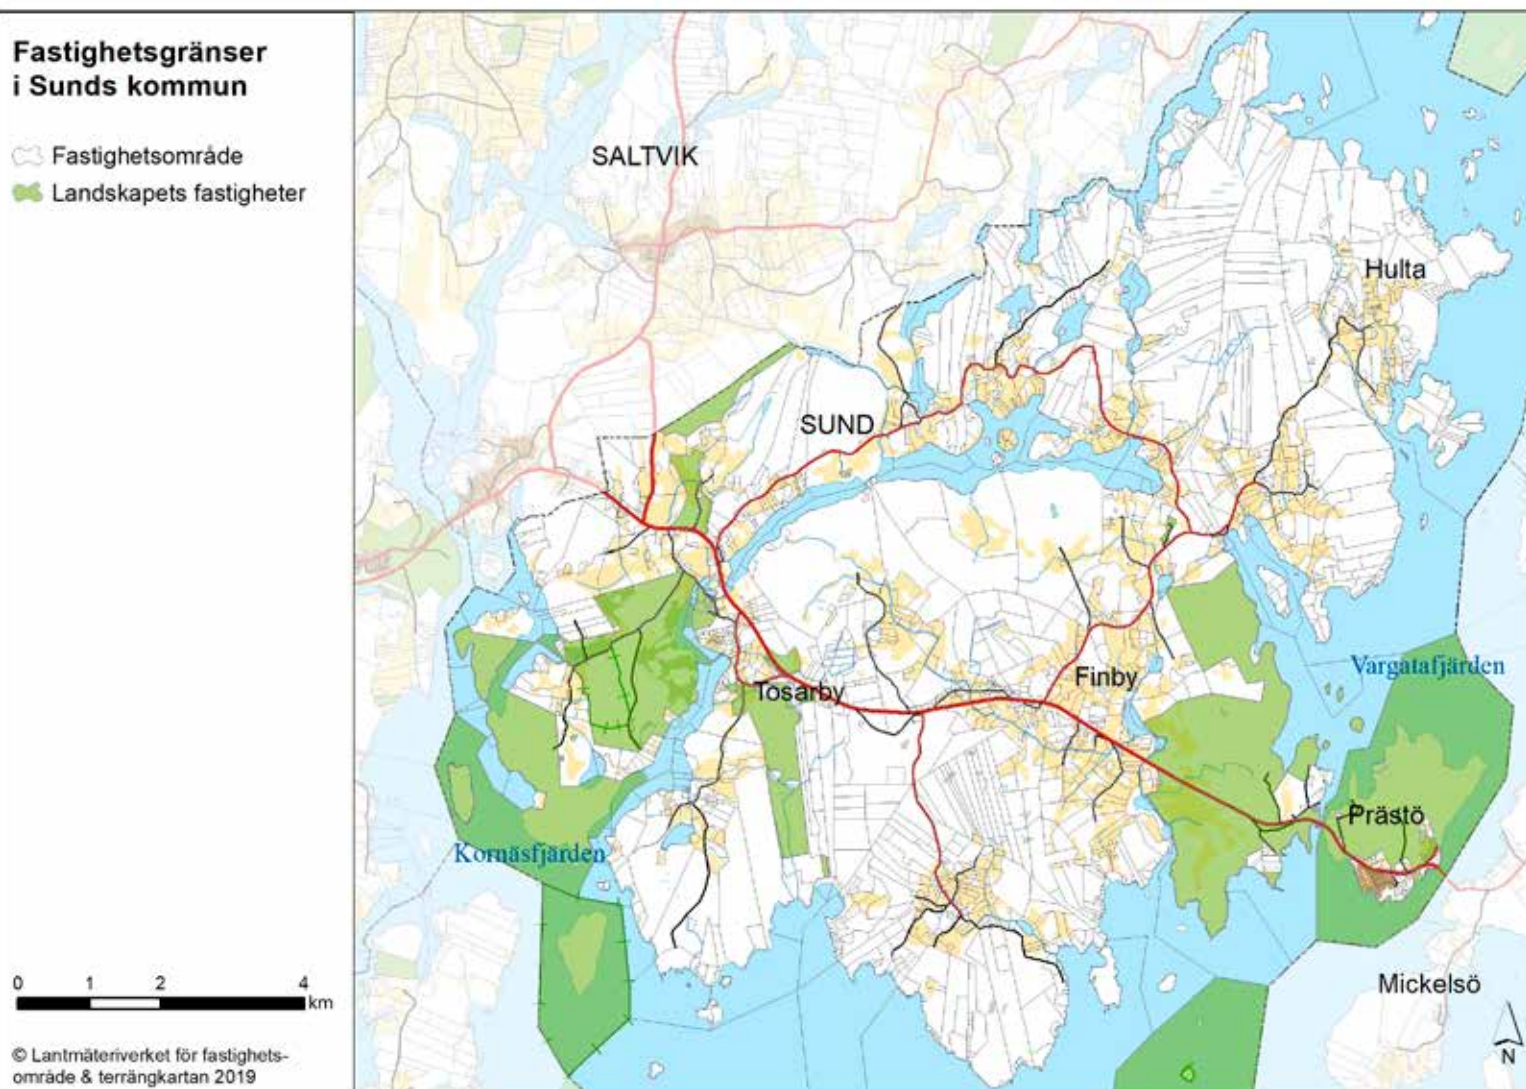 Fastighetsgränser
i Sunds kommun
Fastighetsområde
Landskapets fastigheter
SALTVIK
Hulta
SUND
Vargatafjärden
Finby
Tosarby
Prästö
Kornäsfjärden
Mickelsö
0 1 2 4
km
N
© Lantmäteriverket för fastighets-
område & terrängkartan 2019